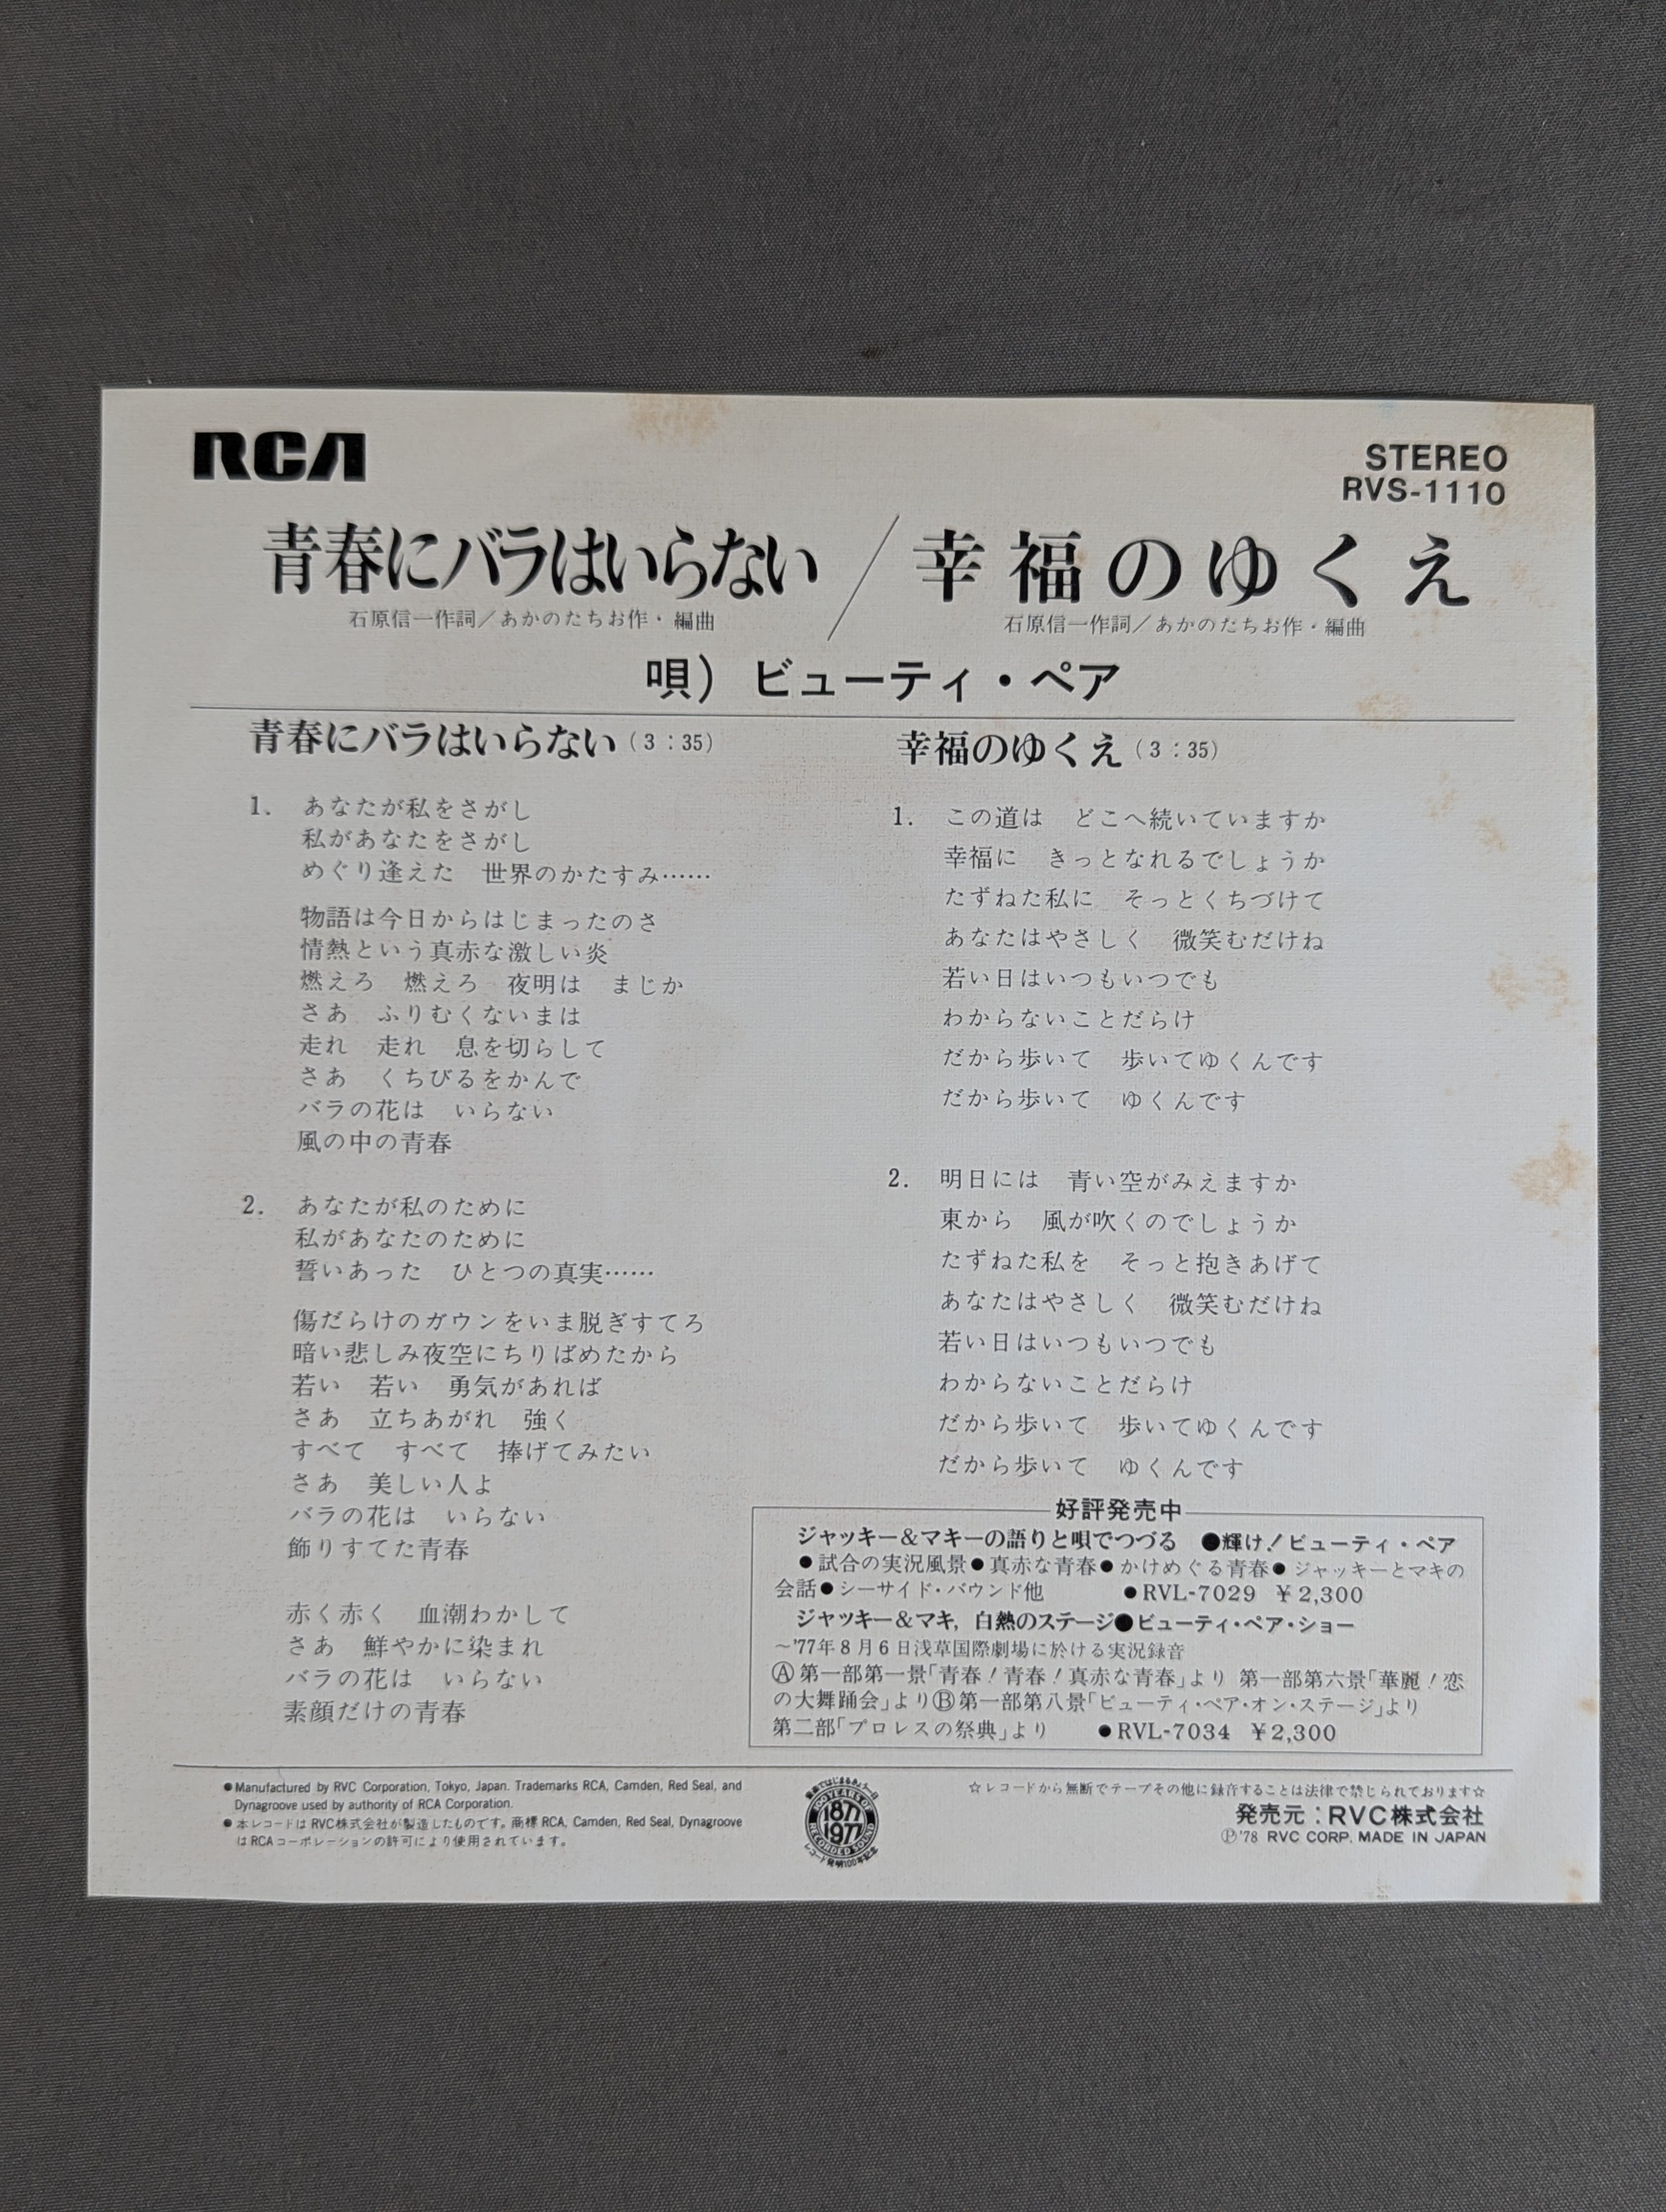 RCA
STEREO
RVS-1110
青春にバラはいらない／幸福のゆくえ
石原信一作詞／あかのたちお作・編曲
石原信一作詞／あかのたちお作・編曲
唄）ビューティ・ペア
青春にバラはいらない（3：35）
1. あなたが私をさがし
私があなたをさがし
めぐり逢えた　世界のかたすみ……
物語は今日からはじまったのさ
情熱という真赤な激しい炎
燃えろ　燃えろ　夜明は　まじか
さあ　ふりむくないまは
走れ　走れ　息を切らして
さあ　くちびるをかんで
バラの花は　いらない
風の中の青春
2. あなたが私のために
私があなたのために
誓いあった　ひとつの真実……
傷だらけのガウンをいま脱ぎすてろ
暗い悲しみ夜空にちりばめたから
若い　若い　勇気があれば
さあ　立ちあがれ　強く
すべて　すべて　捧げてみたい
さあ　美しい人よ
バラの花は　いらない
飾りすてた青春
赤く赤く　血潮わかして
さあ　鮮やかに染まれ
バラの花は　いらない
素顔だけの青春
幸福のゆくえ（3：35）
1. この道は　どこへ続いていますか
幸福に　きっとなれるでしょうか
たずねた私に　そっとくちづけて
あなたはやさしく　微笑むだけね
若い日はいつもいつでも
わからないことだらけ
だから歩いて　歩いてゆくんです
だから歩いて　ゆくんです
2. 明日には　青い空がみえますか
東から　風が吹くのでしょうか
たずねた私を　そっと抱きあげて
あなたはやさしく　微笑むだけね
若い日はいつもいつでも
わからないことだらけ
だから歩いて　歩いてゆくんです
だから歩いて　ゆくんです
好評発売中
ジャッキー＆マキーの語りと唄でつづる　●輝け！ビューティ・ペア
●試合の実況風景●真赤な青春●かけめぐる青春●ジャッキーとマキの
会話●シーサイド・バウンド他　●RVL-7029　¥2,300
ジャッキー＆マキ，白熱のステージ●ビューティ・ペア・ショー
～'77年8月6日浅草国際劇場に於ける実況録音
Ⓐ第一部第一景「青春！青春！真赤な青春」より 第一部第六景「華麗！恋
の大舞踊会」よりⒷ第一部第八景「ビューティ・ペア・オン・ステージ」より
第二部「プロレスの祭典」より　●RVL-7034　¥2,300
●Manufactured by RVC Corporation, Tokyo, Japan. Trademarks RCA, Camden, Red Seal, and
Dynagroove used by authority of RCA Corporation.
●本レコードはRVC株式会社が製造したものです。商標RCA, Camden, Red Seal, Dynagroove
はRCAコーポレーションの許可により使用されています。
100 YEARS OF
1877
1977
RECORDED SOUND
レコード発明100年記念
☆レコードから無断でテープその他に録音することは法律で禁じられております☆
発売元：RVC株式会社
Ⓟ'78 RVC CORP. MADE IN JAPAN